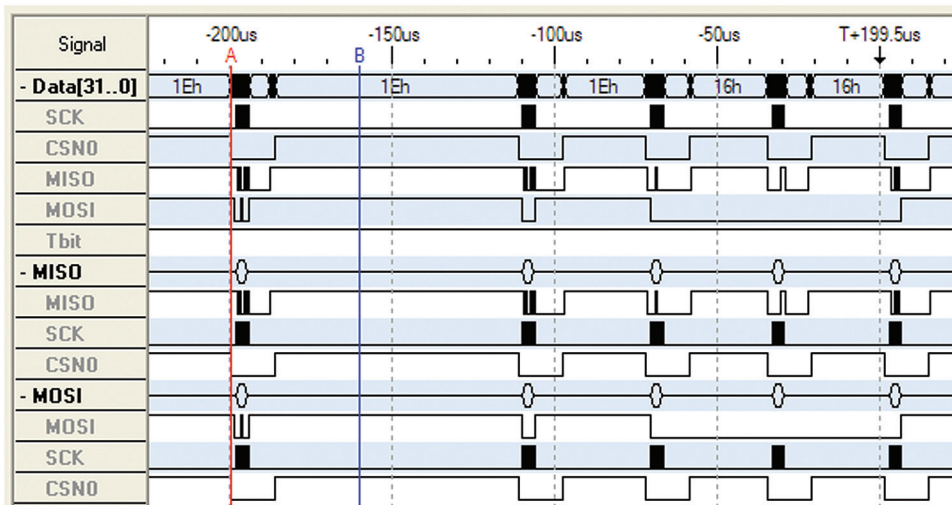 Signal -200us -150us -100us -50us T+199.5us
A B
- Data[31..0] 1Eh 1Eh 1Eh 16h 16h
SCK
CSN0
MISO
MOSI
Tbit
- MISO
MISO
SCK
CSN0
- MOSI
MOSI
SCK
CSN0